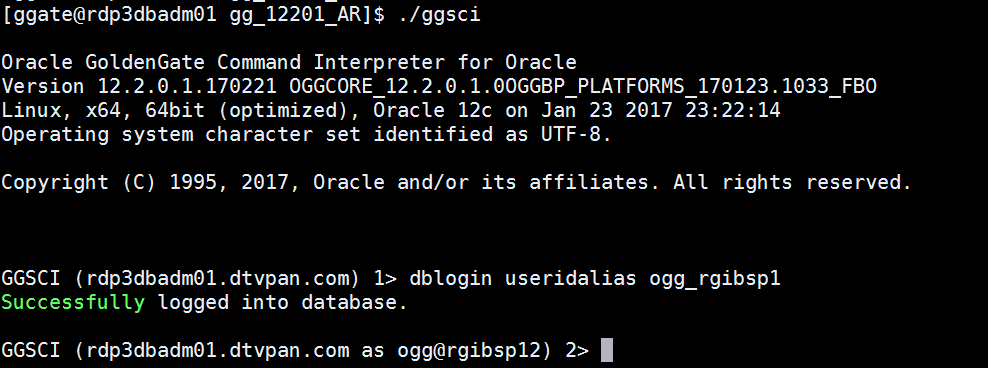 [ggate@rdp3dbadm01 gg_12201_AR]$ ./ggsci
Oracle GoldenGate Command Interpreter for Oracle
Version 12.2.0.1.170221 OGGCORE_12.2.0.1.0OGGBP_PLATFORMS_170123.1033_FBO
Linux, x64, 64bit (optimized), Oracle 12c on Jan 23 2017 23:22:14
Operating system character set identified as UTF-8.
Copyright (C) 1995, 2017, Oracle and/or its affiliates. All rights reserved.
GGSCI (rdp3dbadm01.dtvpan.com) 1> dblogin useridalias ogg_rgibsp1
Successfully logged into database.
GGSCI (rdp3dbadm01.dtvpan.com as ogg@rgibsp12) 2>